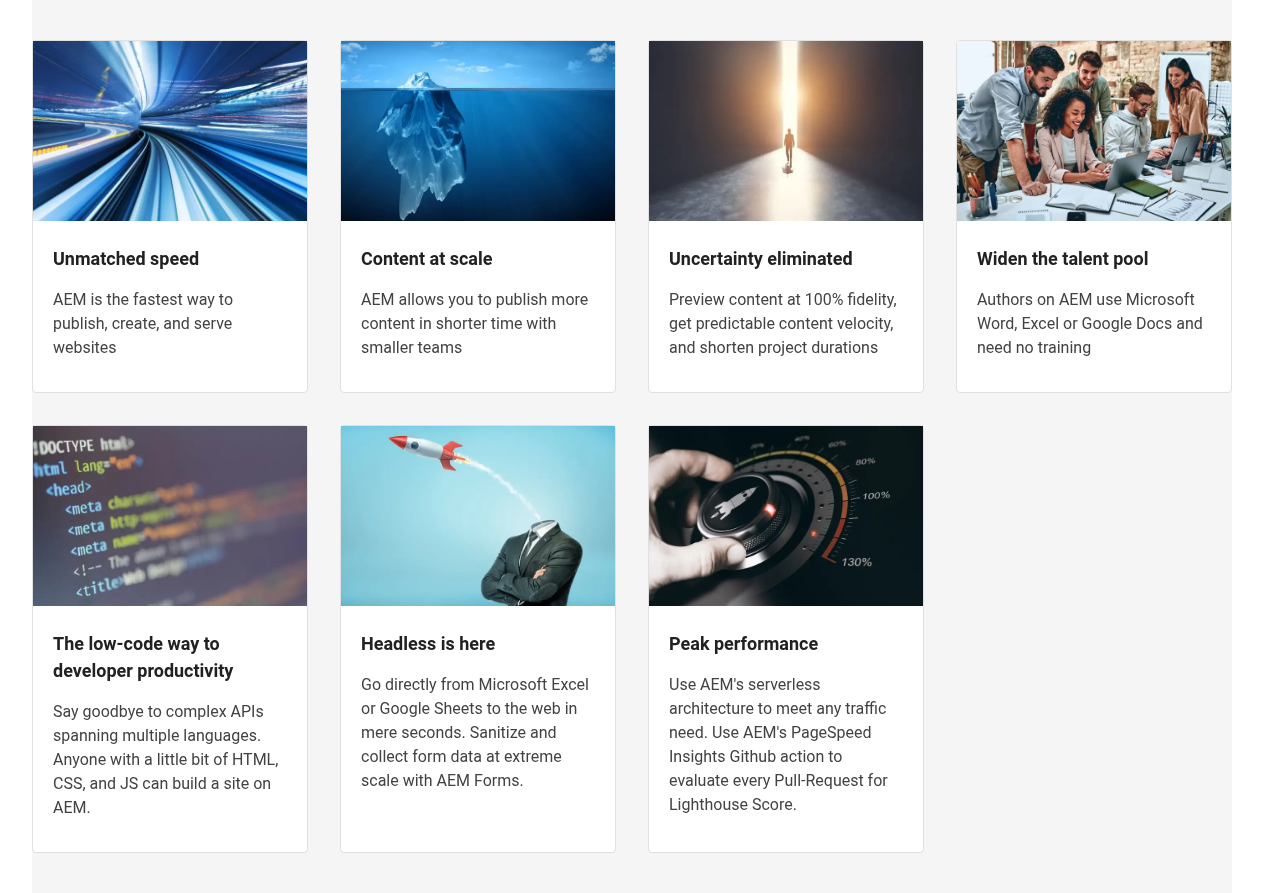 Unmatched speed
AEM is the fastest way to
publish, create, and serve
websites
Content at scale
AEM allows you to publish more
content in shorter time with
smaller teams
Uncertainty eliminated
Preview content at 100% fidelity,
get predictable content velocity,
and shorten project durations
Widen the talent pool
Authors on AEM use Microsoft
Word, Excel or Google Docs and
need no training
!DOCTYPE html>
html lang="en">
<head>
<meta
<meta
<meta
<!-- The above
<title>Web Design
The low-code way to
developer productivity
Say goodbye to complex APIs
spanning multiple languages.
Anyone with a little bit of HTML,
CSS, and JS can build a site on
AEM.
Headless is here
Go directly from Microsoft Excel
or Google Sheets to the web in
mere seconds. Sanitize and
collect form data at extreme
scale with AEM Forms.
60%
80%
100%
130%
Peak performance
Use AEM's serverless
architecture to meet any traffic
need. Use AEM's PageSpeed
Insights Github action to
evaluate every Pull-Request for
Lighthouse Score.